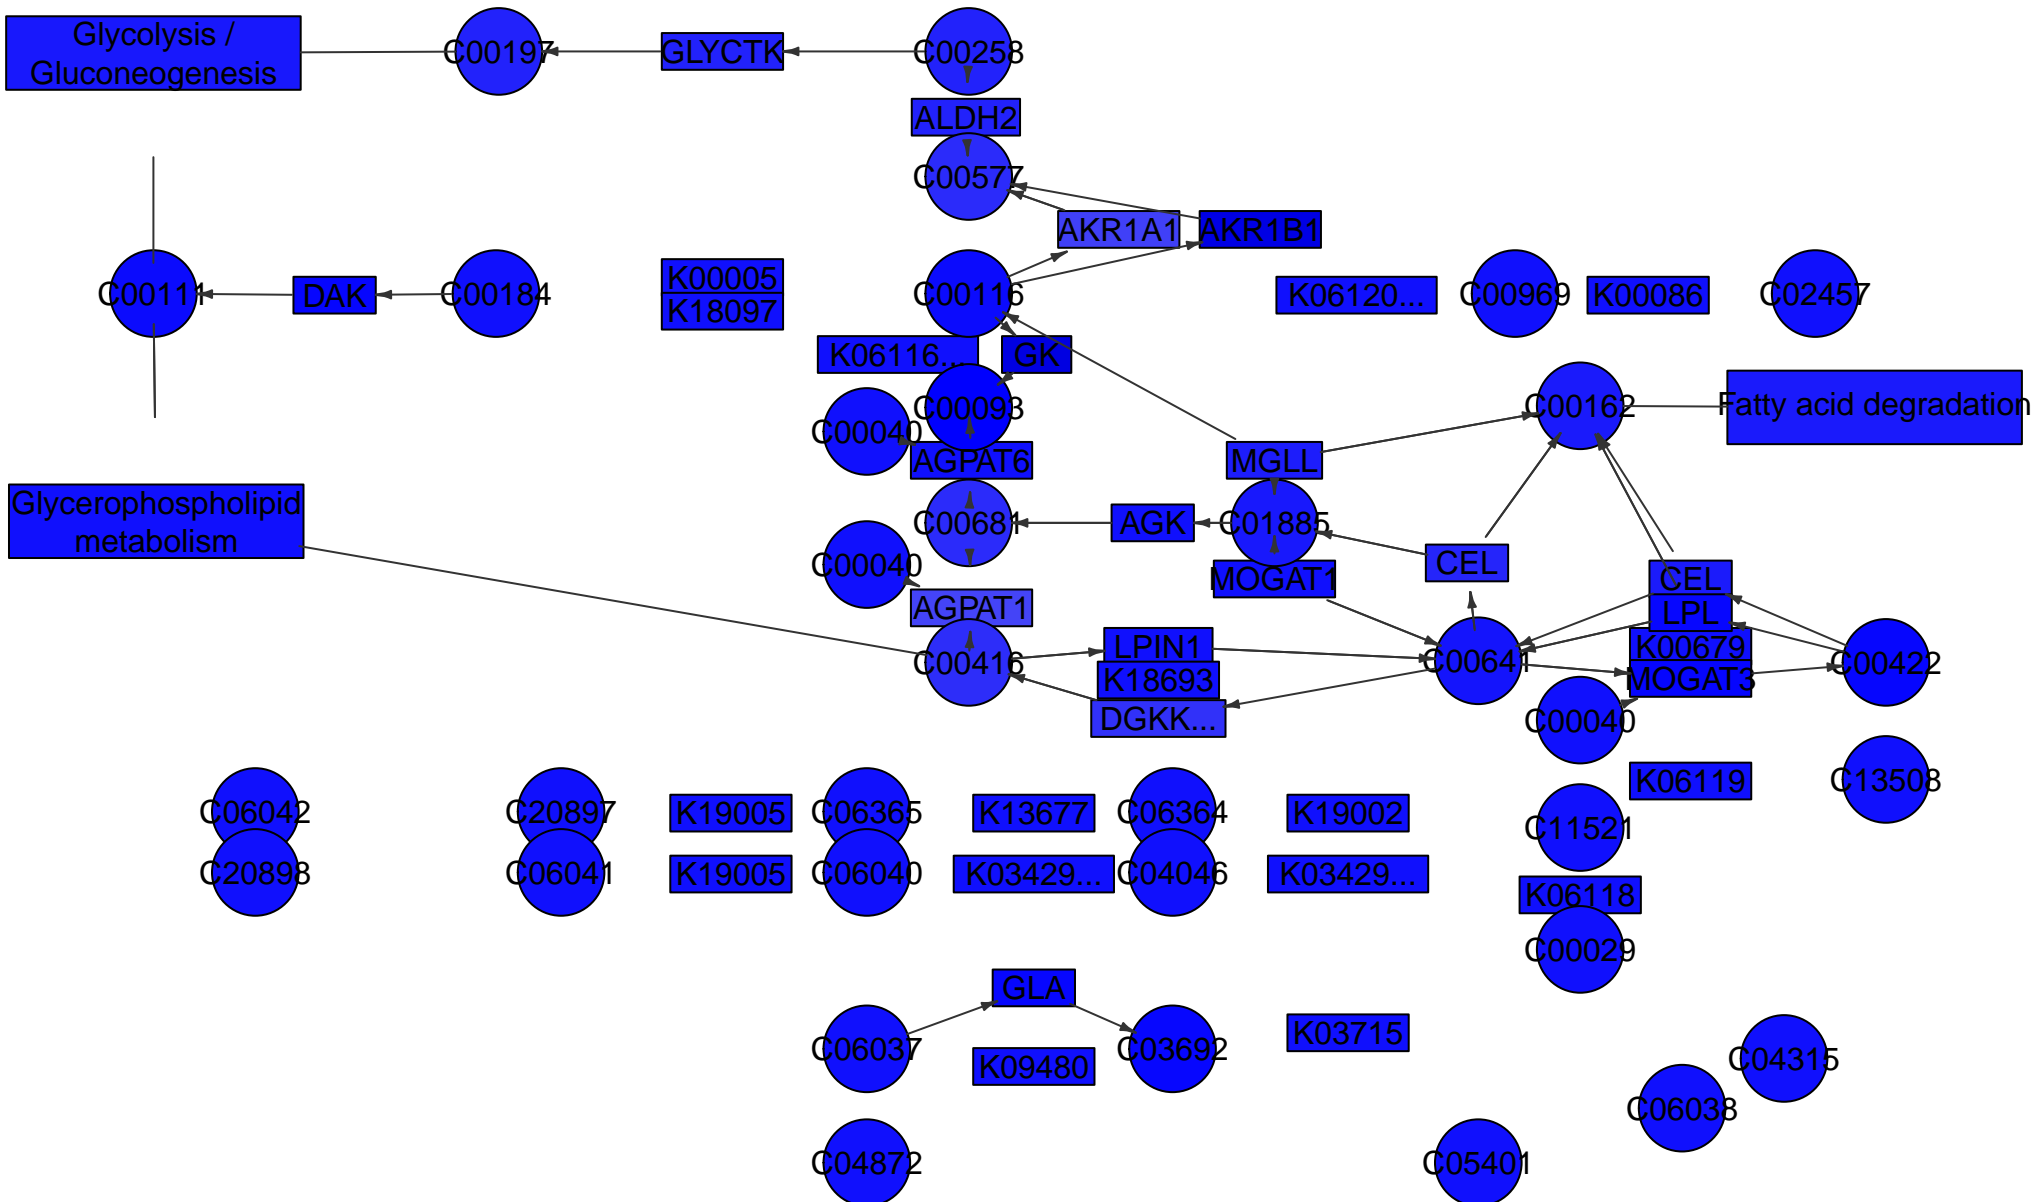 Glycolysis /
Gluconeogenesis
C00197
GLYCTK
C00258
ALDH2
C00577
AKR1A1
AKR1B1
C00111
DAK
C00184
K00005
K18097
C00116
K06120...
C00969
K00086
C02457
K06116...
GK
C00093
C00040
AGPAT6
MGLL
C00162
Fatty acid degradation
Glycerophospholipid
metabolism
C00681
AGK
C01885
C00040
MOGAT1
CEL
CEL
LPL
AGPAT1
C00416
LPIN1
K18693
DGKK...
C00641
K00679
MOGAT3
C00422
C00040
C06042
C20897
K19005
C06365
K13677
C06364
K19002
C11521
K06119
C13508
C20898
C06041
K19005
C06040
K03429...
C04046
K03429...
K06118
C00029
GLA
C06037
K09480
C03692
K03715
C04315
C06038
C04872
C05401